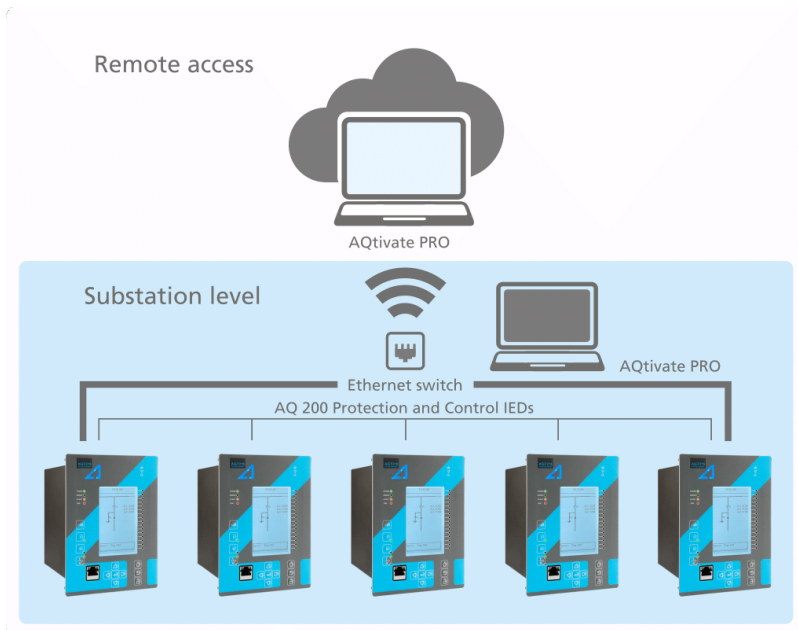 Remote access
AQtivate PRO
Substation level
AQtivate PRO
Ethernet switch
AQ 200 Protection and Control IEDs